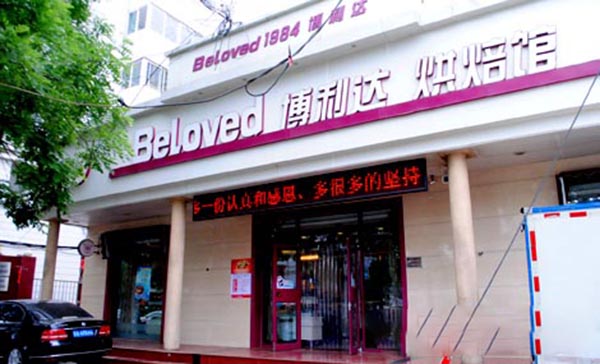 Beloved 1984 博利达
Beloved 博利达 烘焙馆
多一份认真和感恩、多很多的坚持